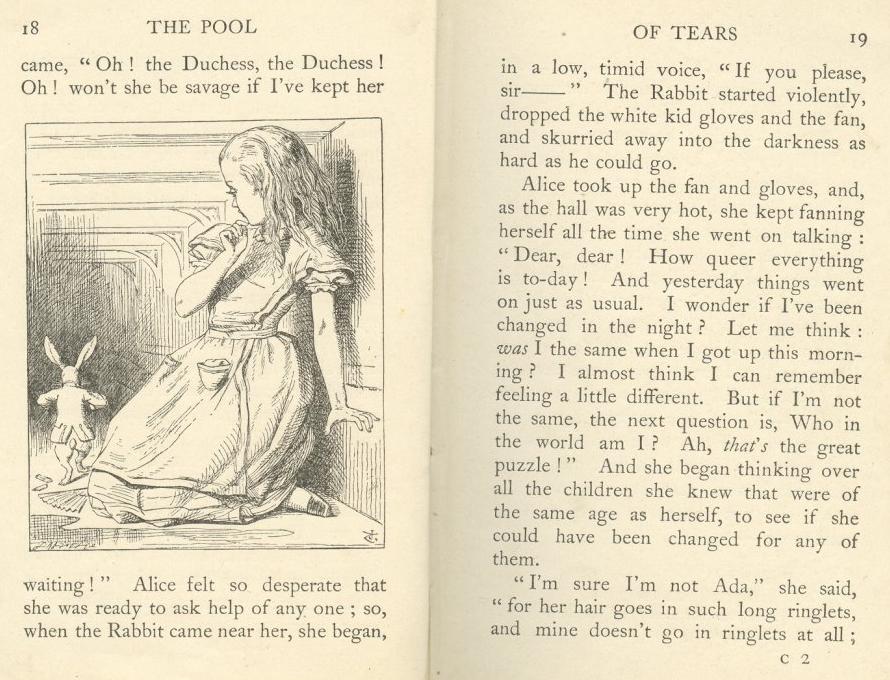 18 THE POOL
came, “ Oh ! the Duchess, the Duchess !
Oh ! won't she be savage if I've kept her
waiting ! ” Alice felt so desperate that
she was ready to ask help of any one ; so,
when the Rabbit came near her, she began,
OF TEARS 19
in a low, timid voice, “ If you please,
sir—— ” The Rabbit started violently,
dropped the white kid gloves and the fan,
and skurried away into the darkness as
hard as he could go.
Alice took up the fan and gloves, and,
as the hall was very hot, she kept fanning
herself all the time she went on talking :
“ Dear, dear ! How queer everything
is to-day ! And yesterday things went
on just as usual. I wonder if I've been
changed in the night ? Let me think :
was I the same when I got up this morn-
ing ? I almost think I can remember
feeling a little different. But if I'm not
the same, the next question is, Who in
the world am I ? Ah, that's the great
puzzle ! ” And she began thinking over
all the children she knew that were of
the same age as herself, to see if she
could have been changed for any of
them.
“ I'm sure I'm not Ada,” she said,
“ for her hair goes in such long ringlets,
and mine doesn't go in ringlets at all ;
C 2